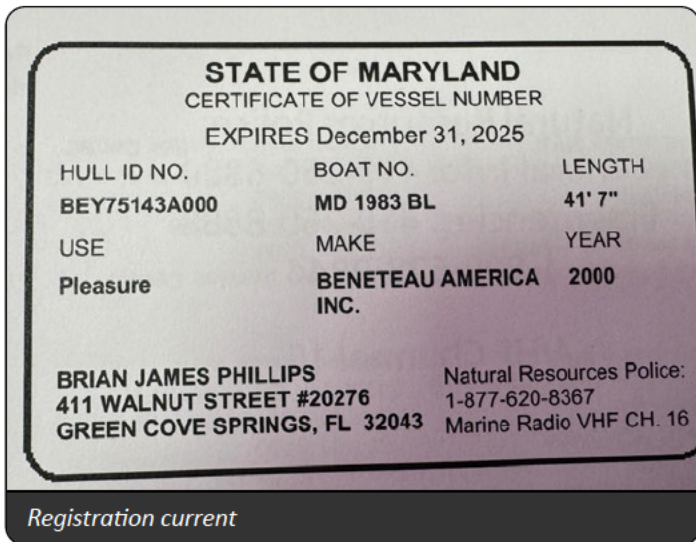 STATE OF MARYLAND
CERTIFICATE OF VESSEL NUMBER
EXPIRES December 31, 2025
HULL ID NO. BOAT NO. LENGTH
BEY75143A000 MD 1983 BL 41' 7"
USE MAKE YEAR
Pleasure BENETEAU AMERICA INC. 2000
BRIAN JAMES PHILLIPS
411 WALNUT STREET #20276
GREEN COVE SPRINGS, FL 32043
Natural Resources Police:
1-877-620-8367
Marine Radio VHF CH. 16
Registration current